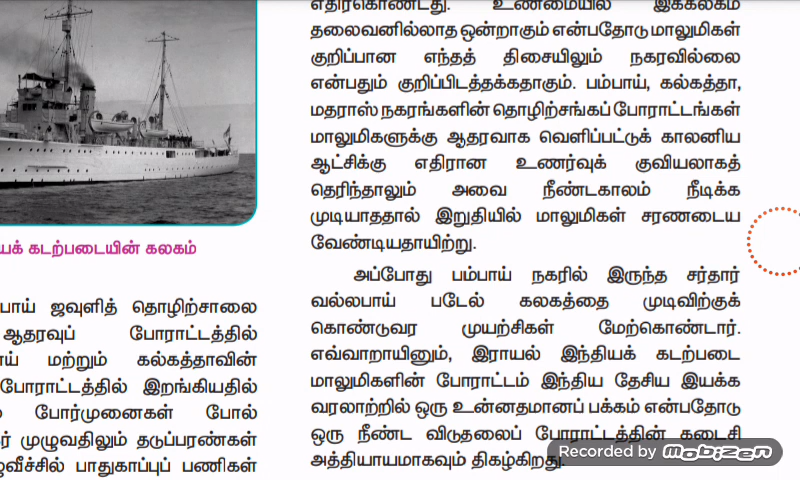 யக் கடற்படையின் கலகம்
பாய் ஜவுளித் தொழிற்சாலை
ஆதரவுப் போராட்டத்தில்
மற்றும் கல்கத்தாவின்
போராட்டத்தில் இறங்கியதில்
போர்முனைகள் போல்
முழுவதிலும் தடுப்பரண்கள்
பாதுகாப்புப் பணிகள்
எதிர்கொண்டது. உண்மையில் இக்கலகம்
தலைவனில்லாத ஒன்றாகும் என்பதோடு மாலுமிகள்
குறிப்பான எந்தத் திசையிலும் நகரவில்லை
என்பதும் குறிப்பிடத்தக்கதாகும். பம்பாய், கல்கத்தா,
மதராஸ் நகரங்களின் தொழிற்சங்கப் போராட்டங்கள்
மாலுமிகளுக்கு ஆதரவாக வெளிப்பட்டுக் காலனிய
ஆட்சிக்கு எதிரான உணர்வுக் குவியலாகத்
தெரிந்தாலும் அவை நீண்டகாலம் நீடிக்க
முடியாததால் இறுதியில் மாலுமிகள் சரணடைய
வேண்டியதாயிற்று.
அப்போது பம்பாய் நகரில் இருந்த சர்தார்
வல்லபாய் படேல் கலகத்தை முடிவிற்குக்
கொண்டுவர முயற்சிகள் மேற்கொண்டார்.
எவ்வாறாயினும், இராயல் இந்தியக் கடற்படை
மாலுமிகளின் போராட்டம் இந்திய தேசிய இயக்க
வரலாற்றில் ஒரு உன்னதமானப் பக்கம் என்பதோடு
ஒரு நீண்ட விடுதலைப் போராட்டத்தின் கடைசி
அத்தியாயமாகவும் திகழ்கிறது.
Recorded by MOBIZEN